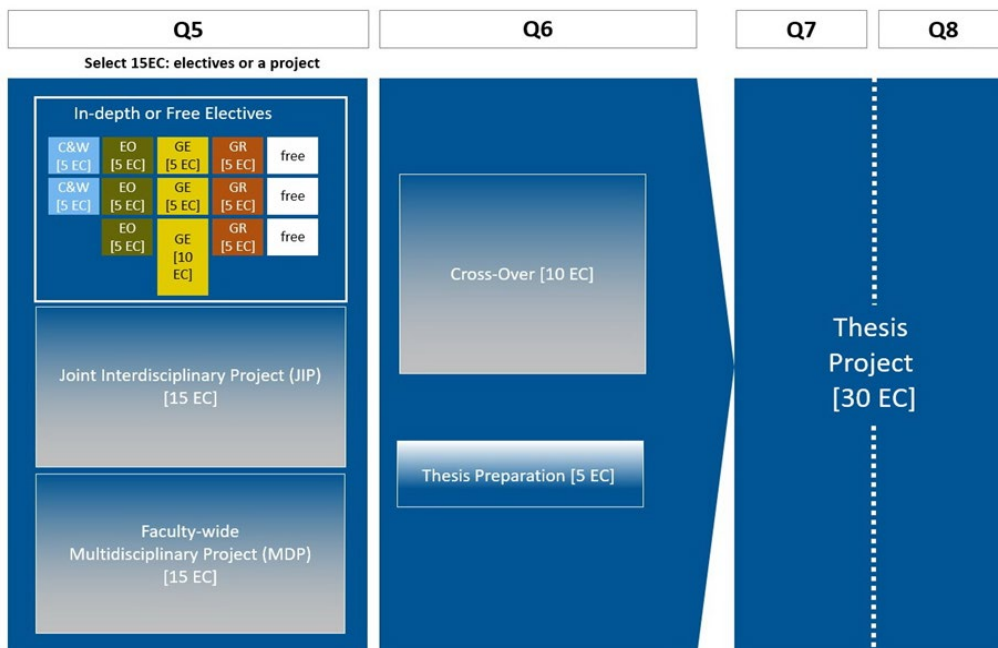 Q5
Q6
Q7
Q8
Select 15EC: electives or a project
In-depth or Free Electives
C&W
[5 EC]
EO
[5 EC]
GE
[5 EC]
GR
[5 EC]
free
C&W
[5 EC]
EO
[5 EC]
GE
[5 EC]
GR
[5 EC]
free
EO
[5 EC]
GE
[10
EC]
GR
[5 EC]
free
Joint Interdisciplinary Project (JIP)
[15 EC]
Faculty-wide
Multidisciplinary Project (MDP)
[15 EC]
Cross-Over [10 EC]
Thesis Preparation [5 EC]
Thesis
Project
[30 EC]